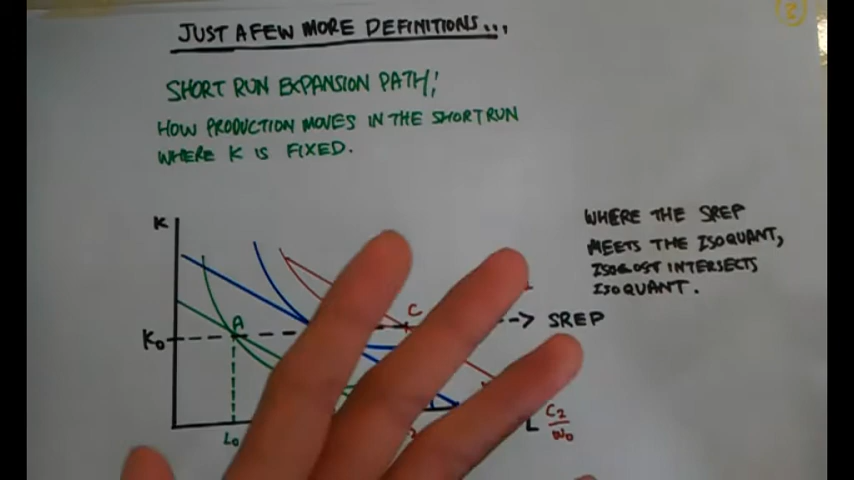 3
JUST A FEW MORE DEFINITIONS...
SHORT RUN EXPANSION PATH;
HOW PRODUCTION MOVES IN THE SHORT RUN
WHERE K IS FIXED.
WHERE THE SREP
MEETS THE ISOQUANT,
ISOCOST INTERSECTS
ISOQUANT.
K
C
A
K₀
SREP
L₀
L
C₂
W₀